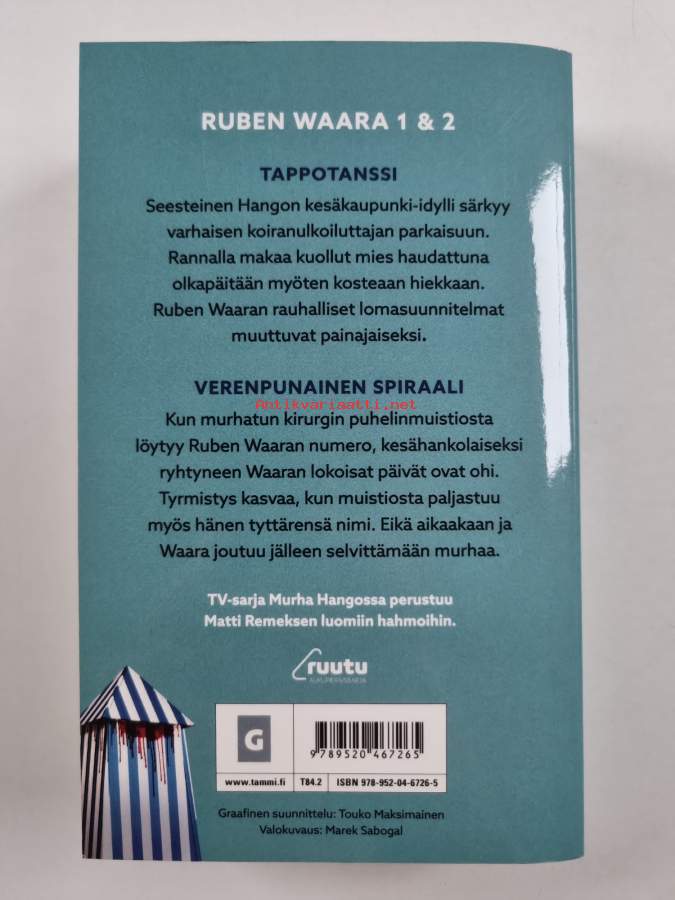 RUBEN WAARA 1 & 2
TAPPOTANSSI
Seesteinen Hangon kesäkaupunki-idylli särkyy
varhaisen koiranulkoiluttajan parkaisuun.
Rannalla makaa kuollut mies haudattuna
olkapäitään myöten kosteaan hiekkaan.
Ruben Waaran rauhalliset lomasuunnitelmat
muuttuvat painajaiseksi.
VERENPUNAINEN SPIRAALI
Antikvariaatti.net
Kun murhatun kirurgin puhelinmuistiosta
löytyy Ruben Waaran numero, kesähankolaiseksi
ryhtyneen Waaran lokoisat päivät ovat ohi.
Tyrmistys kasvaa, kun muistiosta paljastuu
myös hänen tyttärensä nimi. Eikä aikaakaan ja
Waara joutuu jälleen selvittämään murhaa.
TV-sarja Murha Hangossa perustuu
Matti Remeksen luomiin hahmoihin.
ruutu
ALKUPERÄISSARJA
G
9 789520 467265
www.tammi.fi
T84.2
ISBN 978-952-04-6726-5
Graafinen suunnittelu: Touko Maksimainen
Valokuvaus: Marek Sabogal